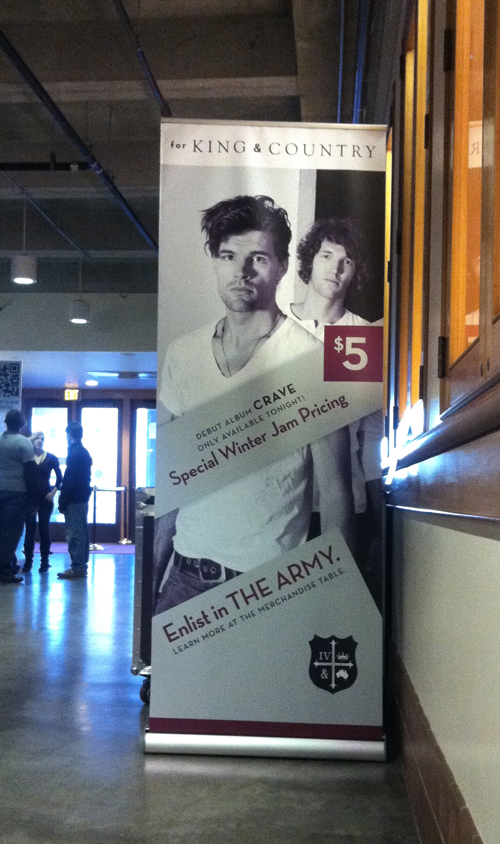 for KING & COUNTRY
$5
DEBUT ALBUM CRAVE
ONLY AVAILABLE TONIGHT!
Special Winter Jam Pricing
Enlist in THE ARMY.
LEARN MORE AT THE MERCHANDISE TABLE.
IV
&